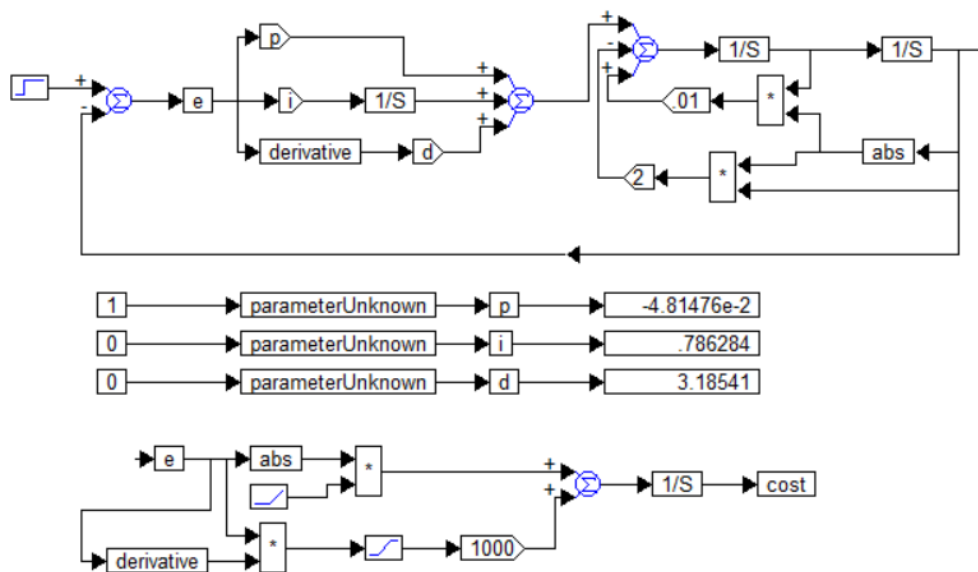 p
+
+
-
Σ
e
i
1/S
+
+
+
Σ
derivative
d
+
-
+
Σ
1/S
1/S
.01
*
abs
2
*
1 parameterUnknown p -4.81476e-2
0 parameterUnknown i .786284
0 parameterUnknown d 3.18541
e abs *
+
+
Σ
1/S cost
derivative * 1000